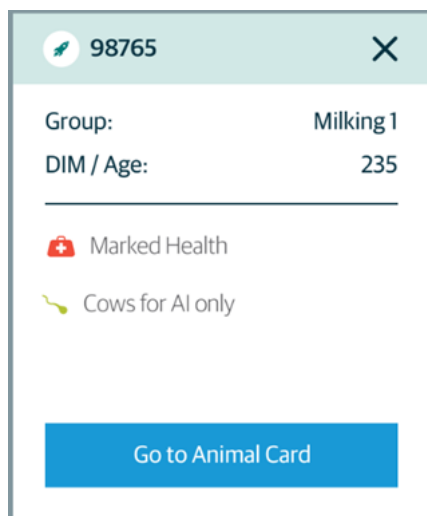 98765
Group: Milking 1
DIM / Age: 235
Marked Health
Cows for AI only
Go to Animal Card